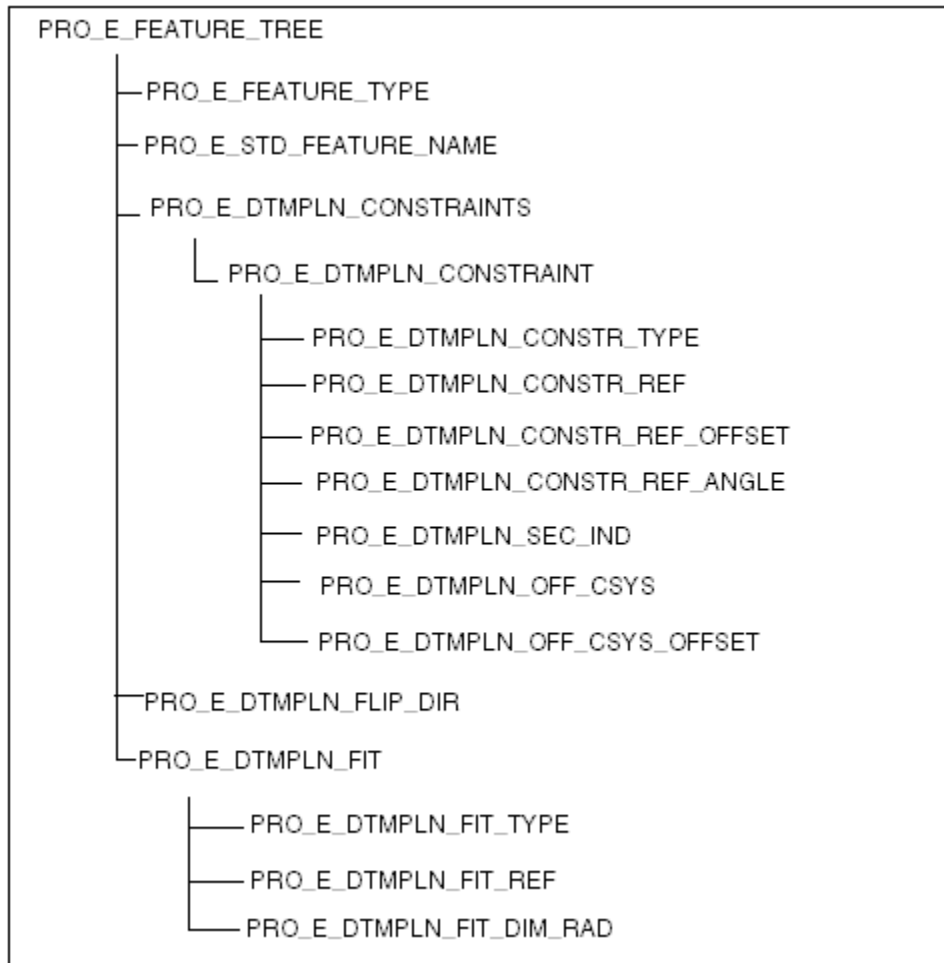 PRO_E_FEATURE_TREE
PRO_E_FEATURE_TYPE
PRO_E_STD_FEATURE_NAME
PRO_E_DTMPLN_CONSTRAINTS
PRO_E_DTMPLN_CONSTRAINT
PRO_E_DTMPLN_CONSTR_TYPE
PRO_E_DTMPLN_CONSTR_REF
PRO_E_DTMPLN_CONSTR_REF_OFFSET
PRO_E_DTMPLN_CONSTR_REF_ANGLE
PRO_E_DTMPLN_SEC_IND
PRO_E_DTMPLN_OFF_CSYS
PRO_E_DTMPLN_OFF_CSYS_OFFSET
PRO_E_DTMPLN_FLIP_DIR
PRO_E_DTMPLN_FIT
PRO_E_DTMPLN_FIT_TYPE
PRO_E_DTMPLN_FIT_REF
PRO_E_DTMPLN_FIT_DIM_RAD